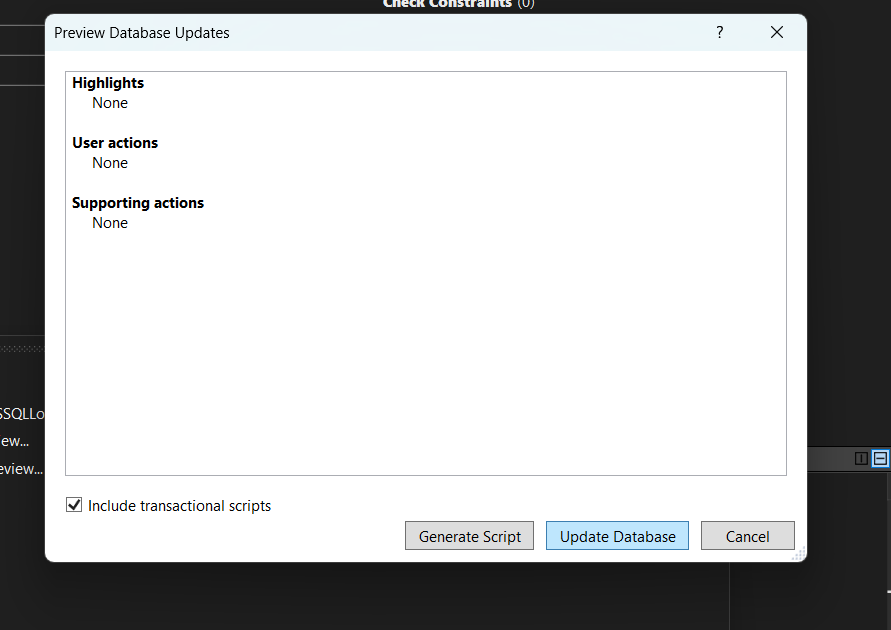 Check Constraints (0)
Preview Database Updates
?
Highlights
None
User actions
None
Supporting actions
None
SSQLLo
ew...
eview...
Include transactional scripts
Generate Script
Update Database
Cancel